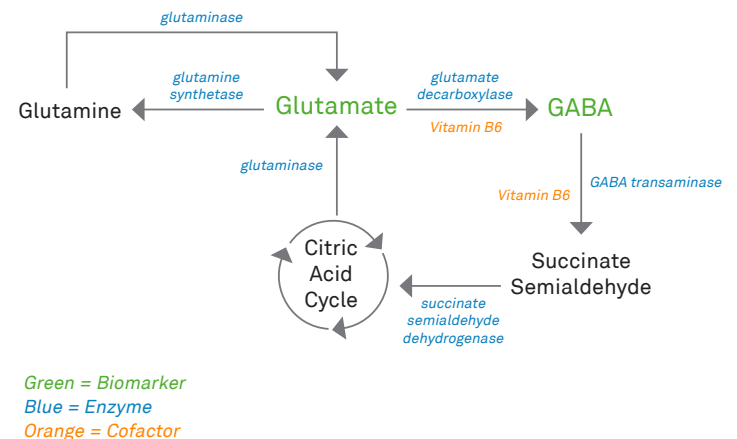 glutaminase
glutamine
synthetase
glutamate
decarboxylase
Glutamine
Glutamate
GABA
Vitamin B6
glutaminase
Vitamin B6
GABA transaminase
Citric
Acid
Cycle
Succinate
Semialdehyde
succinate
semialdehyde
dehydrogenase
Green = Biomarker
Blue = Enzyme
Orange = Cofactor